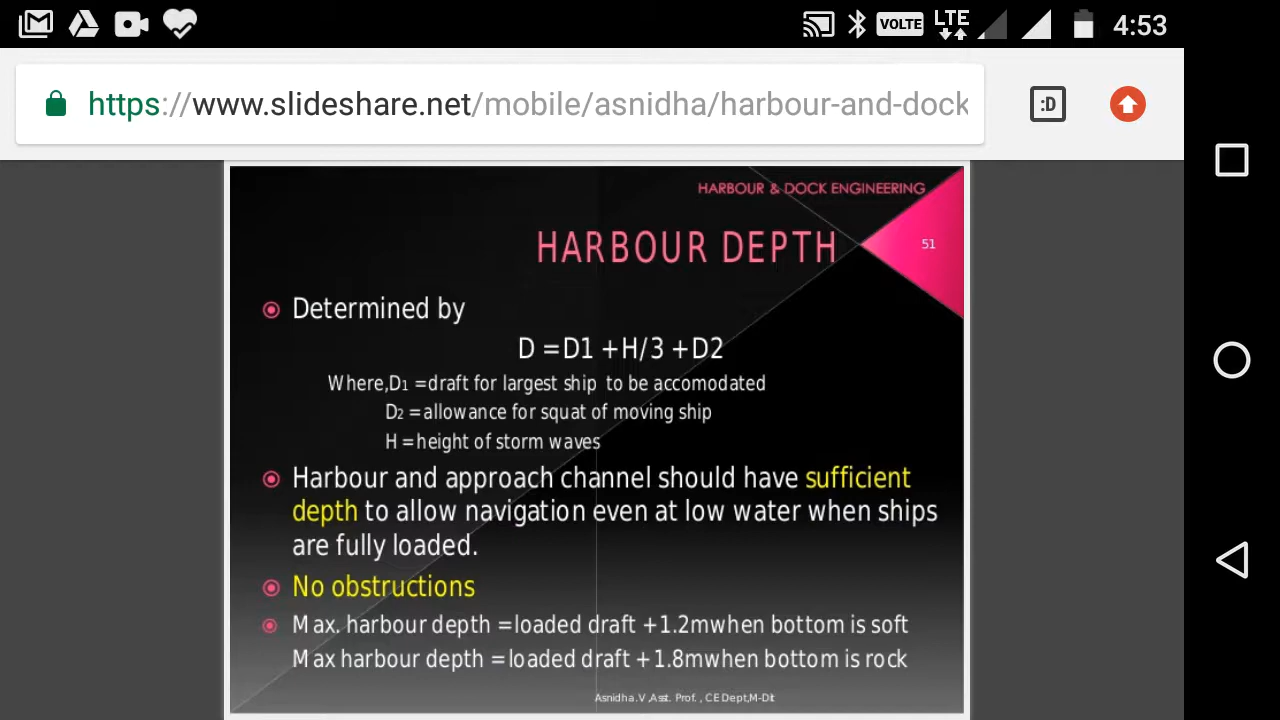 VOLTE LTE 4:53
https://www.slideshare.net/mobile/asnidha/harbour-and-dock
:D
HARBOUR & DOCK ENGINEERING
HARBOUR DEPTH
51
Determined by
D =D1 +H/3 +D2
Where,D1 =draft for largest ship to be accomodated
D2 =allowance for squat of moving ship
H =height of storm waves
Harbour and approach channel should have sufficient
depth to allow navigation even at low water when ships
are fully loaded.
No obstructions
Max. harbour depth =loaded draft +1.2mwhen bottom is soft
Max harbour depth =loaded draft +1.8mwhen bottom is rock
Asnidha.V,Asst. Prof. , CE Dept,M-Dit